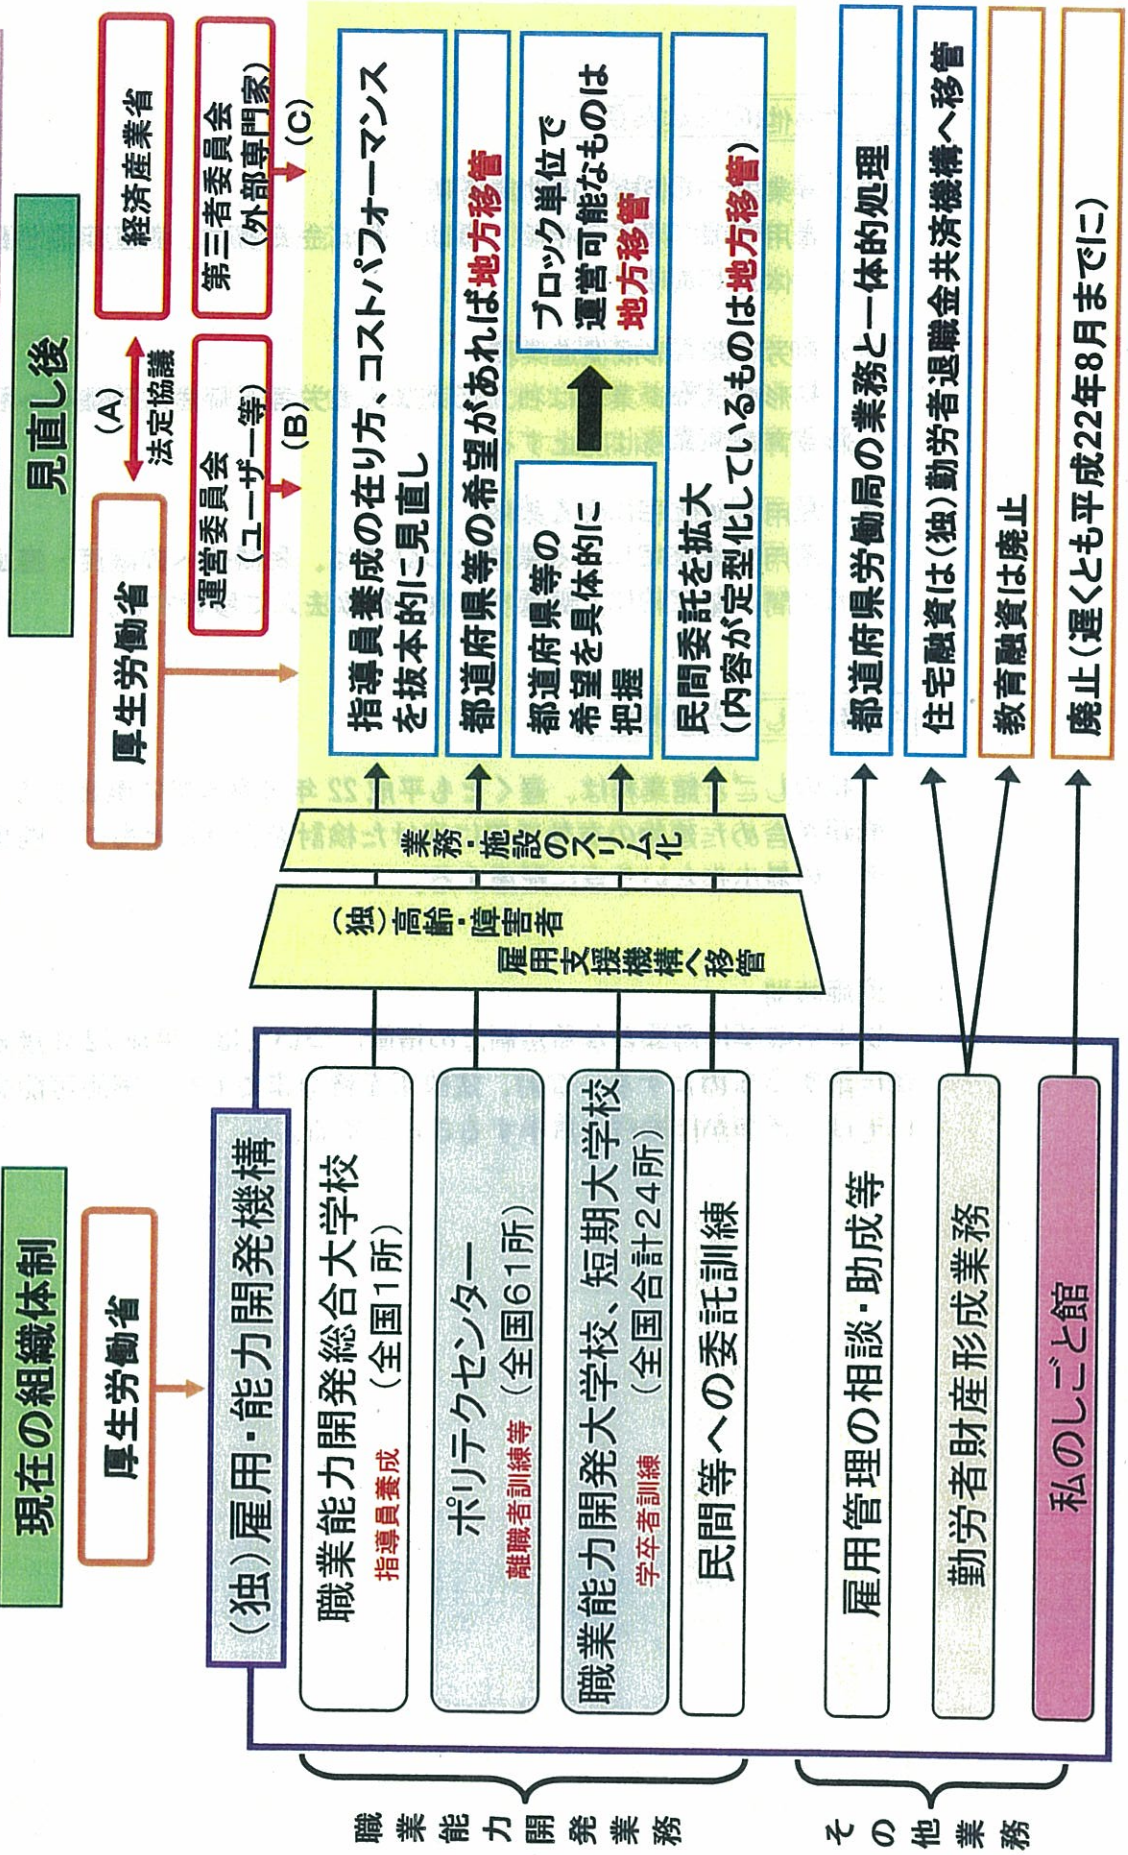 現在の組織体制
厚生労働省
(独)雇用・能力開発機構
職業能力開発業務
職業能力開発総合大学校
指導員養成 (全国1所)
ポリテクセンター
離職者訓練等 (全国61所)
職業能力開発大学校、短期大学校
学卒者訓練 (全国合計24所)
民間等への委託訓練
その他業務
雇用管理の相談・助成等
勤労者財産形成業務
私のしごと館
(独)高齢・障害者
雇用支援機構へ移管
業務・施設のスリム化
見直し後
厚生労働省
(A)
法定協議
経済産業省
運営委員会
(ユーザー等)
(B)
第三者委員会
(外部専門家)
(C)
指導員養成の在り方、コストパフォーマンス
を抜本的に見直し
都道府県等の希望があれば地方移管
都道府県等の
希望を具体的に
把握
ブロック単位で
運営可能なものは
地方移管
民間委託を拡大
(内容が定型化しているものは地方移管)
都道府県労働局の業務と一体的処理
住宅融資は(独)勤労者退職金共済機構へ移管
教育融資は廃止
廃止(遅くとも平成22年8月までに)